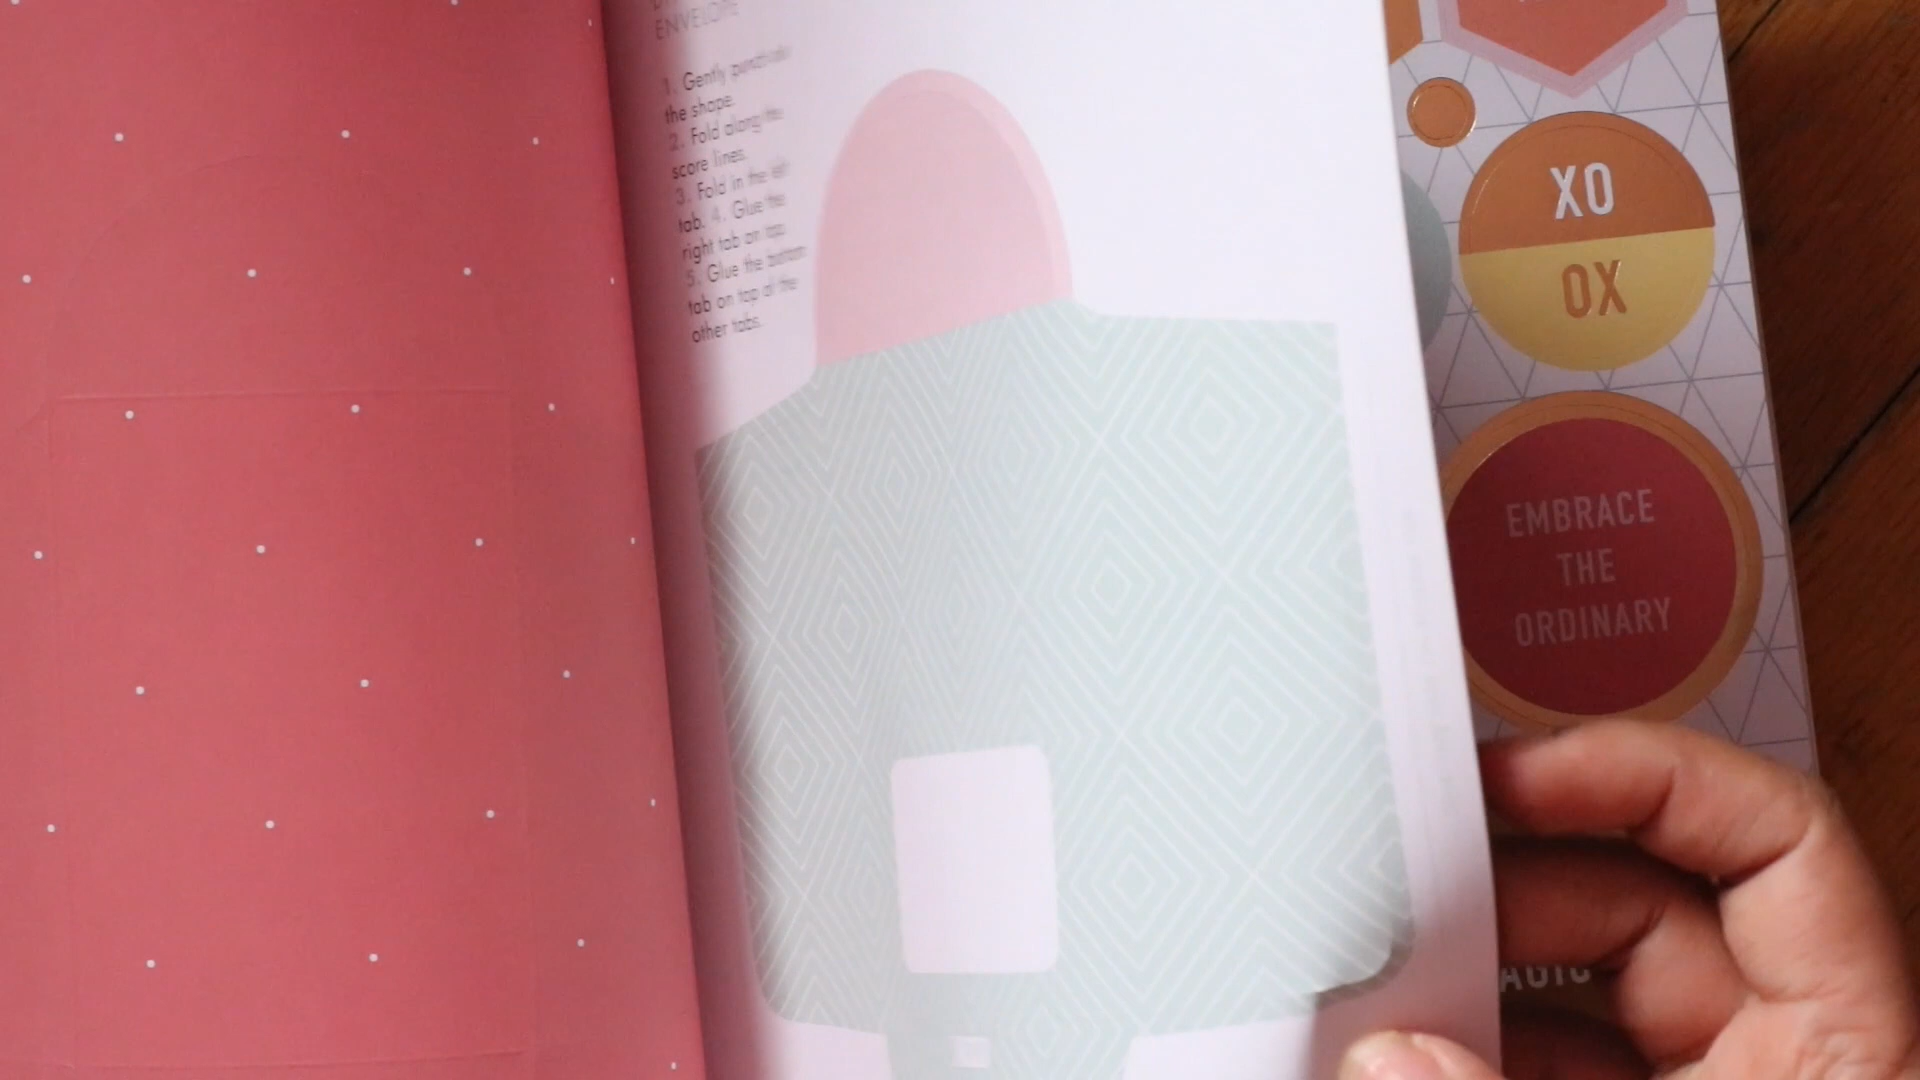 ENVELOPE
1. Gently punch out
the shape.
2. Fold along the
score lines.
3. Fold in the left
tab. 4. Glue the
right tab on top.
5. Glue the bottom
tab on top of the
other tabs.
XO
OX
EMBRACE
THE
ORDINARY
AGIC